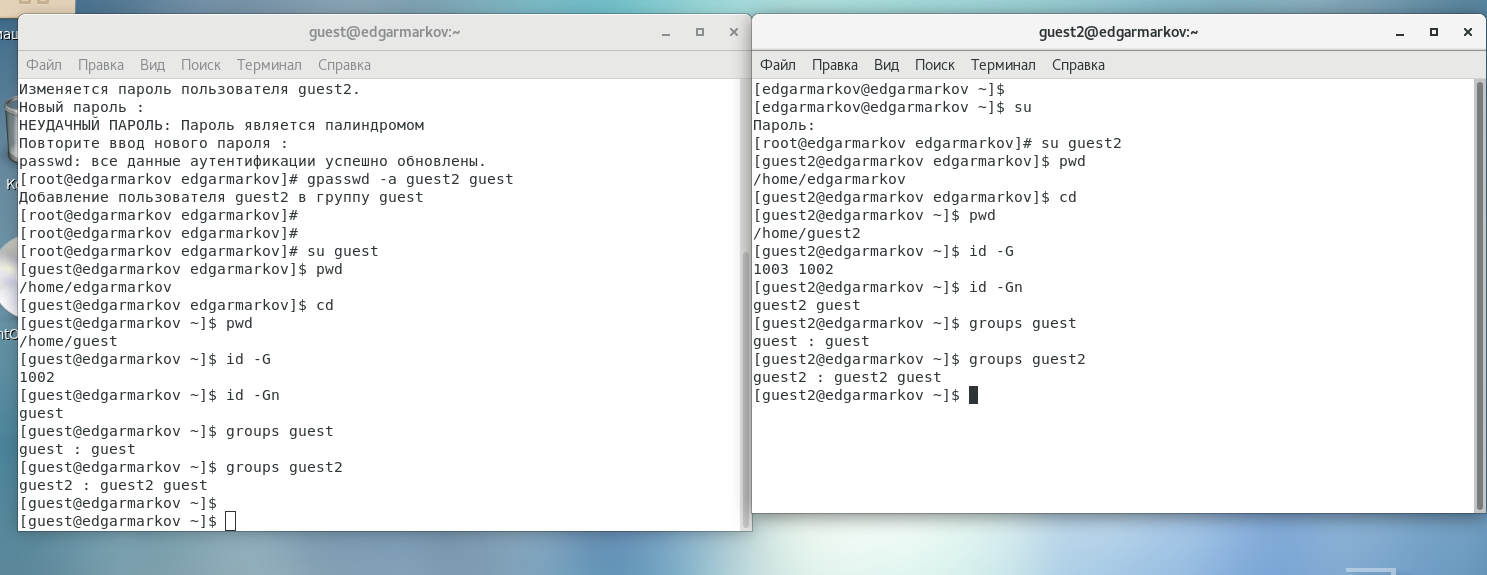 guest@edgarmarkov:~
Файл Правка Вид Поиск Терминал Справка
Изменяется пароль пользователя guest2.
Новый пароль :
НЕУДАЧНЫЙ ПАРОЛЬ: Пароль является палиндромом
Повторите ввод нового пароля :
passwd: все данные аутентификации успешно обновлены.
[root@edgarmarkov edgarmarkov]# gpasswd -a guest2 guest
Добавление пользователя guest2 в группу guest
[root@edgarmarkov edgarmarkov]#
[root@edgarmarkov edgarmarkov]#
[root@edgarmarkov edgarmarkov]# su guest
[guest@edgarmarkov edgarmarkov]$ pwd
/home/edgarmarkov
[guest@edgarmarkov edgarmarkov]$ cd
[guest@edgarmarkov ~]$ pwd
/home/guest
[guest@edgarmarkov ~]$ id -G
1002
[guest@edgarmarkov ~]$ id -Gn
guest
[guest@edgarmarkov ~]$ groups guest
guest : guest
[guest@edgarmarkov ~]$ groups guest2
guest2 : guest2 guest
[guest@edgarmarkov ~]$
[guest@edgarmarkov ~]$
guest2@edgarmarkov:~
Файл Правка Вид Поиск Терминал Справка
[edgarmarkov@edgarmarkov ~]$
[edgarmarkov@edgarmarkov ~]$ su
Пароль:
[root@edgarmarkov edgarmarkov]# su guest2
[guest2@edgarmarkov edgarmarkov]$ pwd
/home/edgarmarkov
[guest2@edgarmarkov edgarmarkov]$ cd
[guest2@edgarmarkov ~]$ pwd
/home/guest2
[guest2@edgarmarkov ~]$ id -G
1003 1002
[guest2@edgarmarkov ~]$ id -Gn
guest2 guest
[guest2@edgarmarkov ~]$ groups guest
guest : guest
[guest2@edgarmarkov ~]$ groups guest2
guest2 : guest2 guest
[guest2@edgarmarkov ~]$